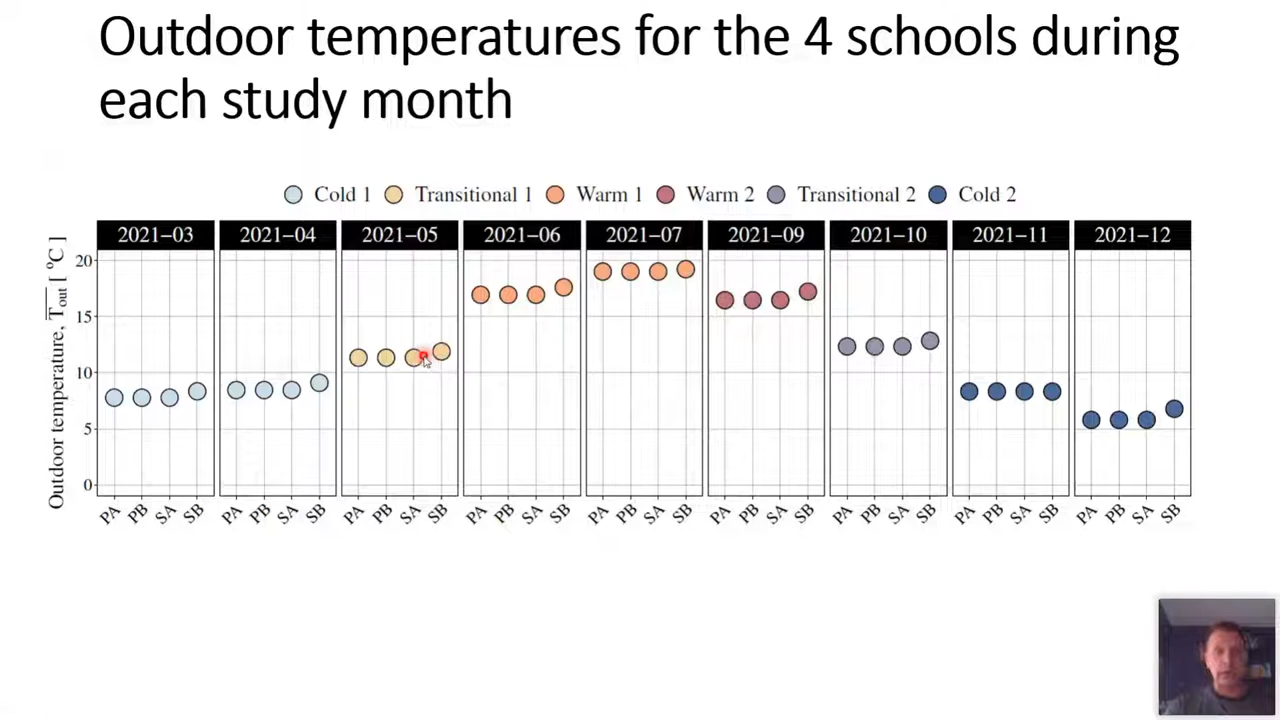 Outdoor temperatures for the 4 schools during
each study month
Cold 1 Transitional 1 Warm 1 Warm 2 Transitional 2 Cold 2
2021−03 2021−04 2021−05 2021−06 2021−07 2021−09 2021−10 2021−11 2021−12
Outdoor temperature, T̅out [ ºC ]
20
15
10
5
0
PA PB SA SB PA PB SA SB PA PB SA SB PA PB SA SB PA PB SA SB PA PB SA SB PA PB SA SB PA PB SA SB PA PB SA SB